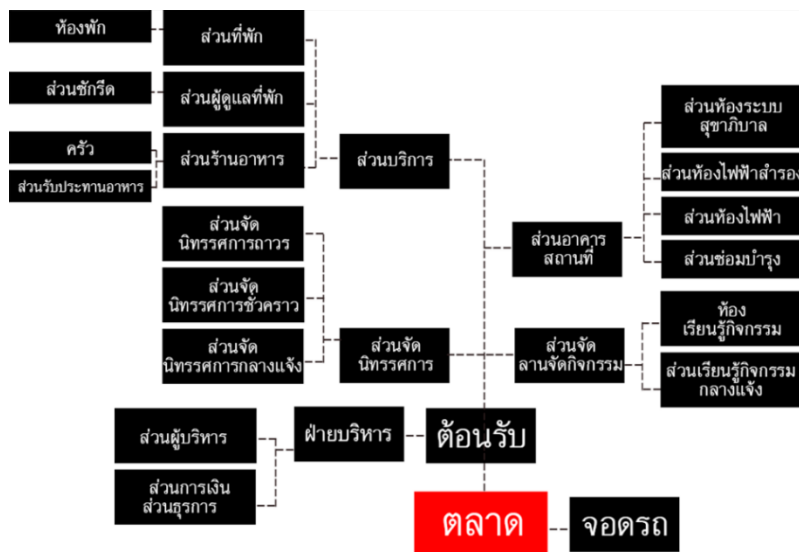 ห้องพัก
ส่วนที่พัก
ส่วนซักรีด
ส่วนผู้ดูแลที่พัก
ครัว
ส่วนรับประทานอาหาร
ส่วนร้านอาหาร
ส่วนบริการ
ส่วนห้องระบบ
สุขาภิบาล
ส่วนห้องไฟฟ้าสำรอง
ส่วนห้องไฟฟ้า
ส่วนซ่อมบำรุง
ส่วนอาคาร
สถานที่
ส่วนจัด
นิทรรศการถาวร
ส่วนจัด
นิทรรศการชั่วคราว
ส่วนจัด
นิทรรศการกลางแจ้ง
ส่วนจัด
นิทรรศการ
ส่วนจัด
ลานจัดกิจกรรม
ห้อง
เรียนรู้กิจกรรม
ส่วนเรียนรู้กิจกรรม
กลางแจ้ง
ส่วนผู้บริหาร
ส่วนการเงิน
ส่วนธุรการ
ฝ่ายบริหาร
ต้อนรับ
ตลาด
จอดรถ